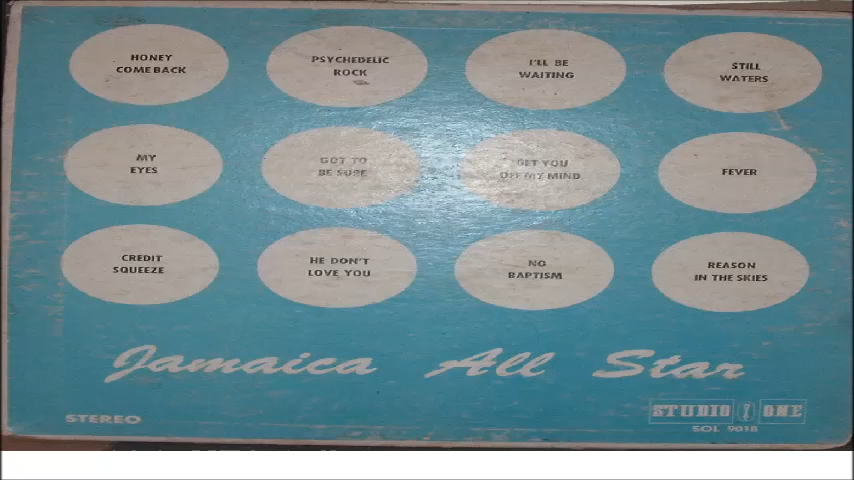 HONEY
COME BACK
PSYCHEDELIC
ROCK
I'LL BE
WAITING
STILL
WATERS
MY
EYES
GOT TO
BE SURE
GET YOU
OFF MY MIND
FEVER
CREDIT
SQUEEZE
HE DON'T
LOVE YOU
NO
BAPTISM
REASON
IN THE SKIES
Jamaica All Star
STEREO
STUDIO ONE
SOL 9018